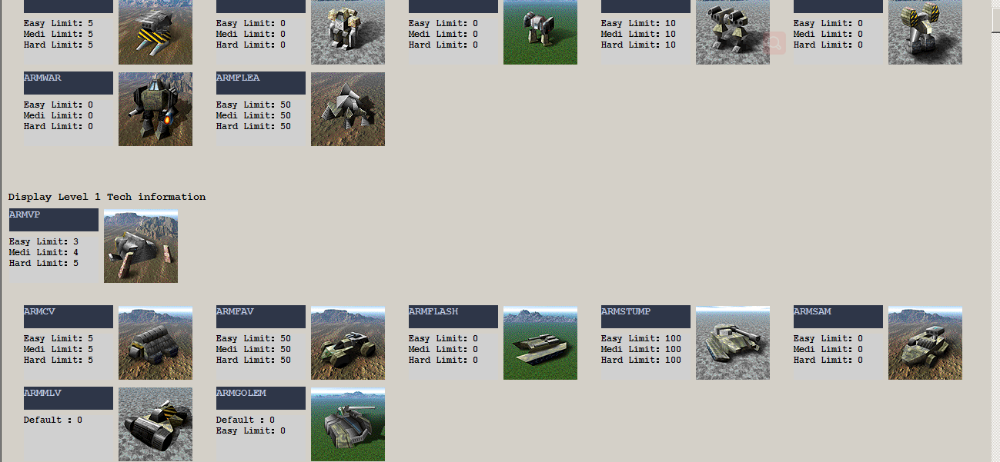 Easy Limit: 5
Medi Limit: 5
Hard Limit: 5
Easy Limit: 0
Medi Limit: 0
Hard Limit: 0
Easy Limit: 0
Medi Limit: 0
Hard Limit: 0
Easy Limit: 10
Medi Limit: 10
Hard Limit: 10
Easy Limit: 0
Medi Limit: 0
Hard Limit: 0
ARMWAR
Easy Limit: 0
Medi Limit: 0
Hard Limit: 0
ARMFLEA
Easy Limit: 50
Medi Limit: 50
Hard Limit: 50
Display Level 1 Tech information
ARMVP
Easy Limit: 3
Medi Limit: 4
Hard Limit: 5
ARMCV
Easy Limit: 5
Medi Limit: 5
Hard Limit: 5
ARMFAV
Easy Limit: 50
Medi Limit: 50
Hard Limit: 50
ARMFLASH
Easy Limit: 0
Medi Limit: 0
Hard Limit: 0
ARMSTUMP
Easy Limit: 100
Medi Limit: 100
Hard Limit: 100
ARMSAM
Easy Limit: 0
Medi Limit: 0
Hard Limit: 0
ARMMLV
Default : 0
ARMGOLEM
Default : 0
Easy Limit: 0